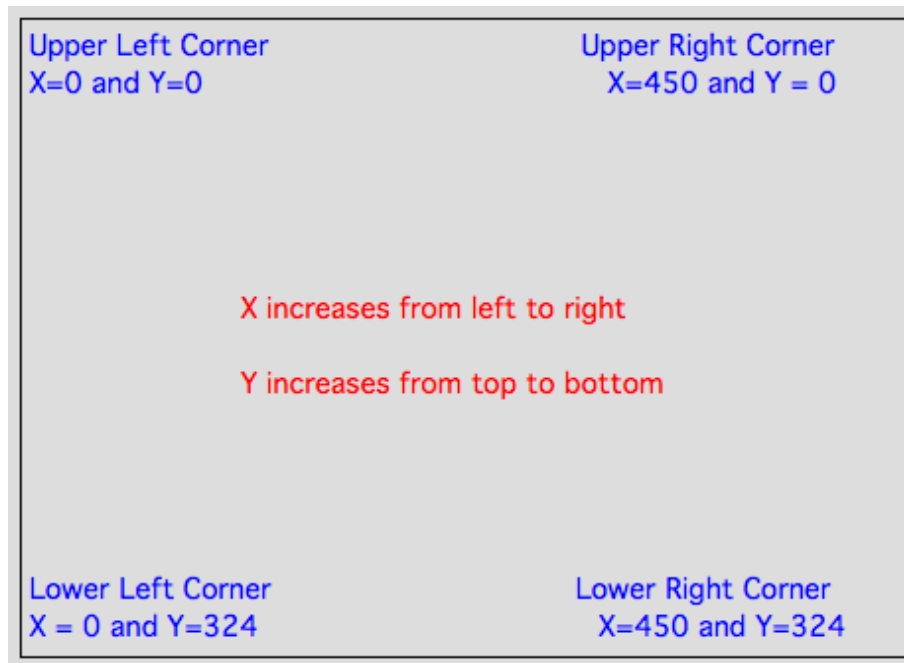 Upper Left Corner
X=0 and Y=0
Upper Right Corner
X=450 and Y = 0
X increases from left to right
Y increases from top to bottom
Lower Left Corner
X = 0 and Y=324
Lower Right Corner
X=450 and Y=324